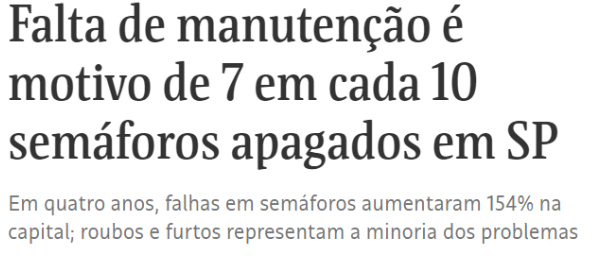 Falta de manutenção é
motivo de 7 em cada 10
semáforos apagados em SP
Em quatro anos, falhas em semáforos aumentaram 154% na
capital; roubos e furtos representam a minoria dos problemas